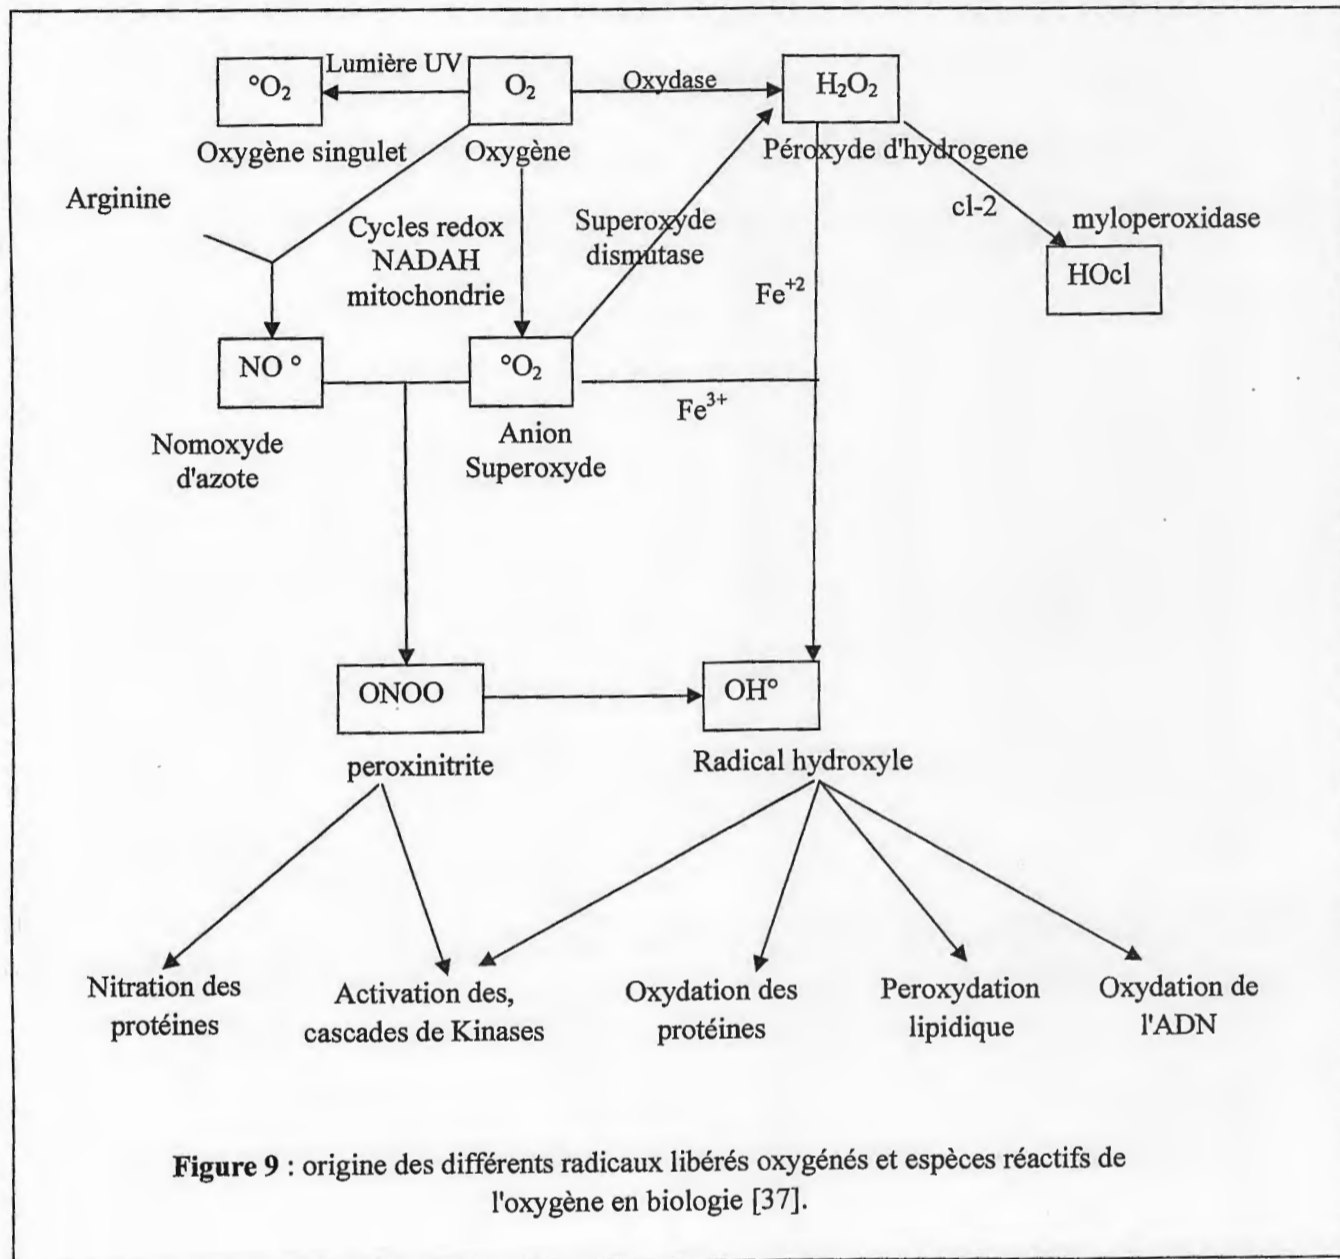 Lumière UV
°O₂
O₂
Oxydase
H₂O₂
Oxygène singulet
Oxygène
Péroxyde d'hydrogene
Arginine
Cycles redox
NADAH
mitochondrie
Superoxyde
dismutase
cl-2
myloperoxidase
HOcl
Fe⁺²
NO °
°O₂
Fe³⁺
Nomoxyde
d'azote
Anion
Superoxyde
ONOO
OH°
peroxinitrite
Radical hydroxyle
Nitration des
protéines
Activation des,
cascades de Kinases
Oxydation des
protéines
Peroxydation
lipidique
Oxydation de
l'ADN
Figure 9 : origine des différents radicaux libérés oxygénés et espèces réactifs de
l'oxygène en biologie [37].